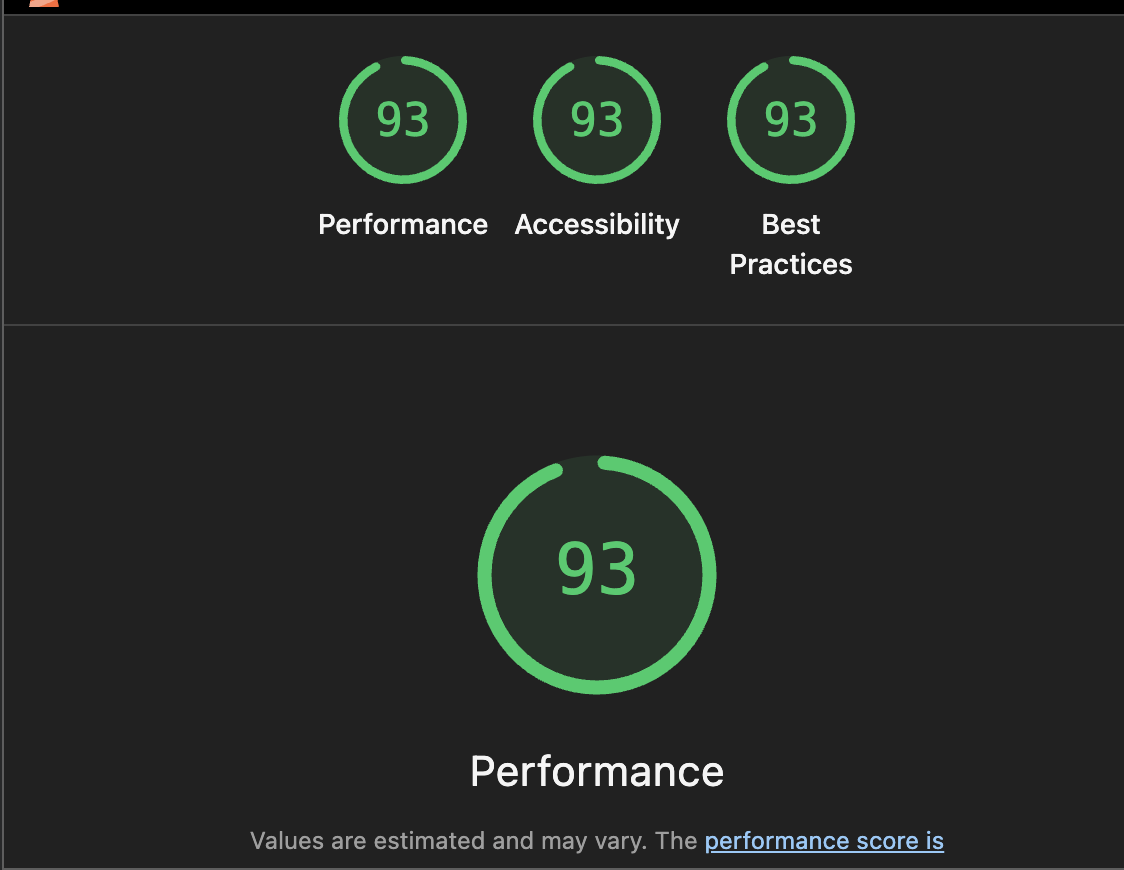 93 93 93
Performance Accessibility Best
Practices
93
Performance
Values are estimated and may vary. The performance score is